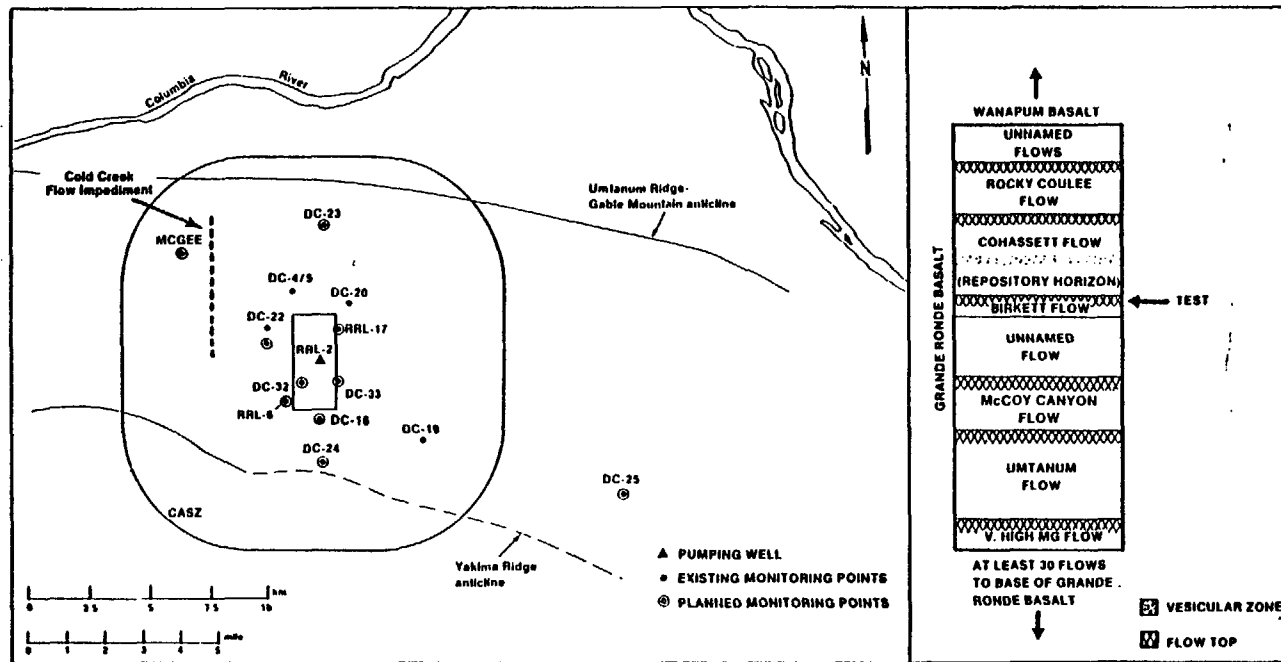 Columbia
River
N
Cold Creek
Flow Impediment
MCGEE
DC-23
Umtanum Ridge-
Gable Mountain anticline
DC-4/5
DC-20
DC-22
RRL-17
RRL-2
DC-32
DC-33
RRL-6
DC-16
DC-19
DC-24
DC-25
CASZ
Yakima Ridge
anticline
▲ PUMPING WELL
• EXISTING MONITORING POINTS
◉ PLANNED MONITORING POINTS
0 2.5 5 7.5 10
km
0 1 2 3 4 5
mile
WANAPUM BASALT
UNNAMED
FLOWS
ROCKY COULEE
FLOW
COHASSETT FLOW
(REPOSITORY HORIZON)
BIRKETT FLOW
TEST
UNNAMED
FLOW
McCOY CANYON
FLOW
UMTANUM
FLOW
V. HIGH MG FLOW
GRANDE RONDE BASALT
AT LEAST 30 FLOWS
TO BASE OF GRANDE
RONDE BASALT
VESICULAR ZONE
FLOW TOP